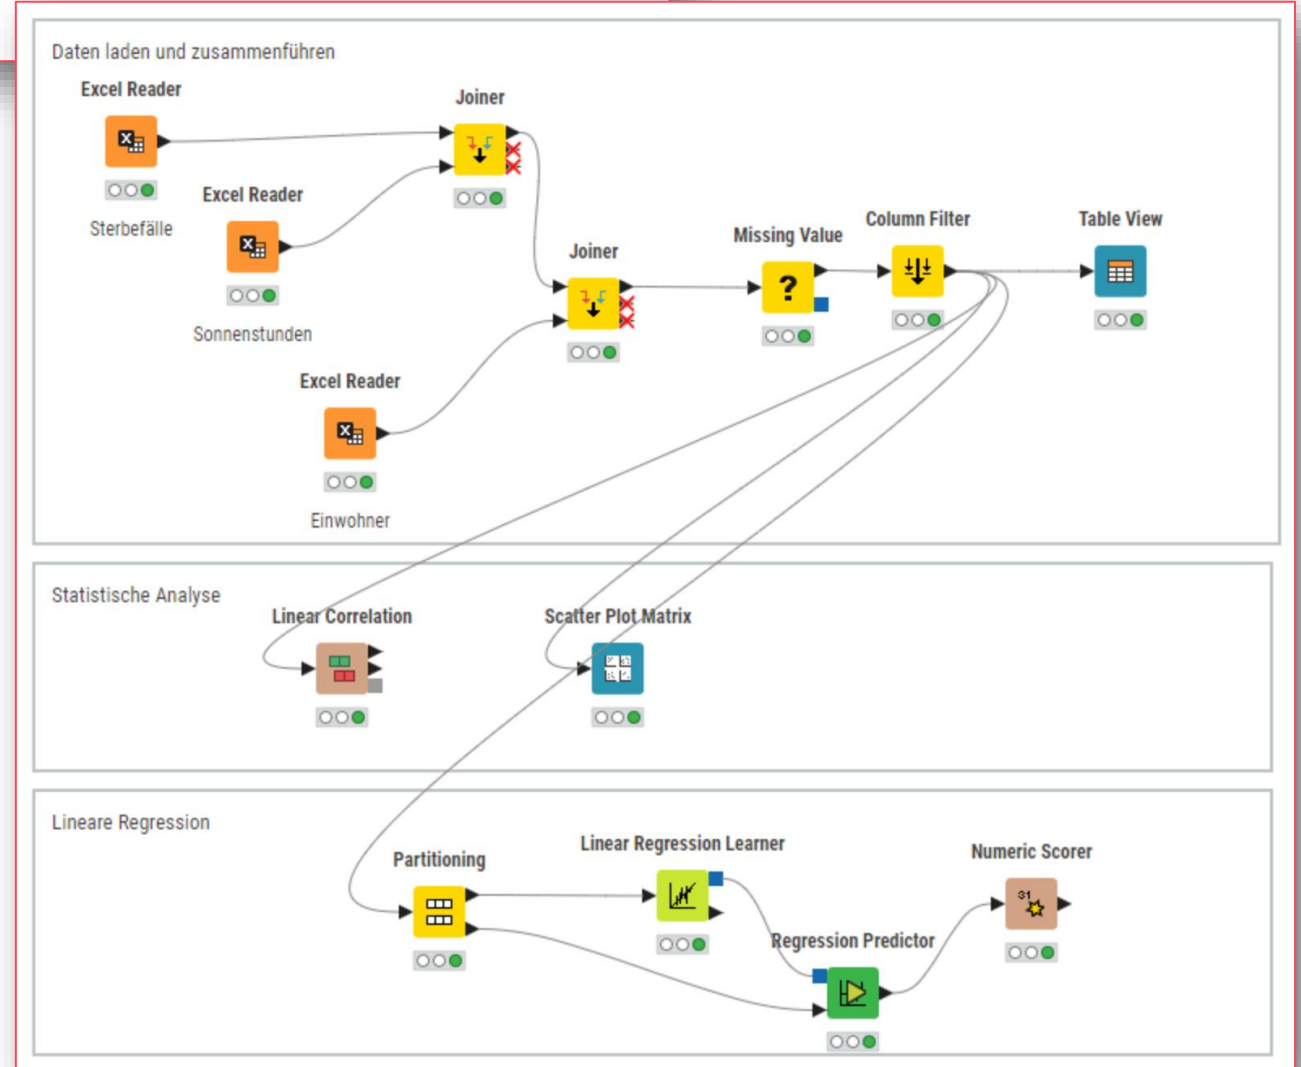 Daten laden und zusammenführen
Excel Reader
Joiner
Excel Reader
Sterbefälle
Column Filter
Table View
Missing Value
Joiner
Sonnenstunden
Excel Reader
?
Einwohner
Statistische Analyse
Linear Correlation
Scatter Plot Matrix
Lineare Regression
Linear Regression Learner
Numeric Scorer
Partitioning
Regression Predictor